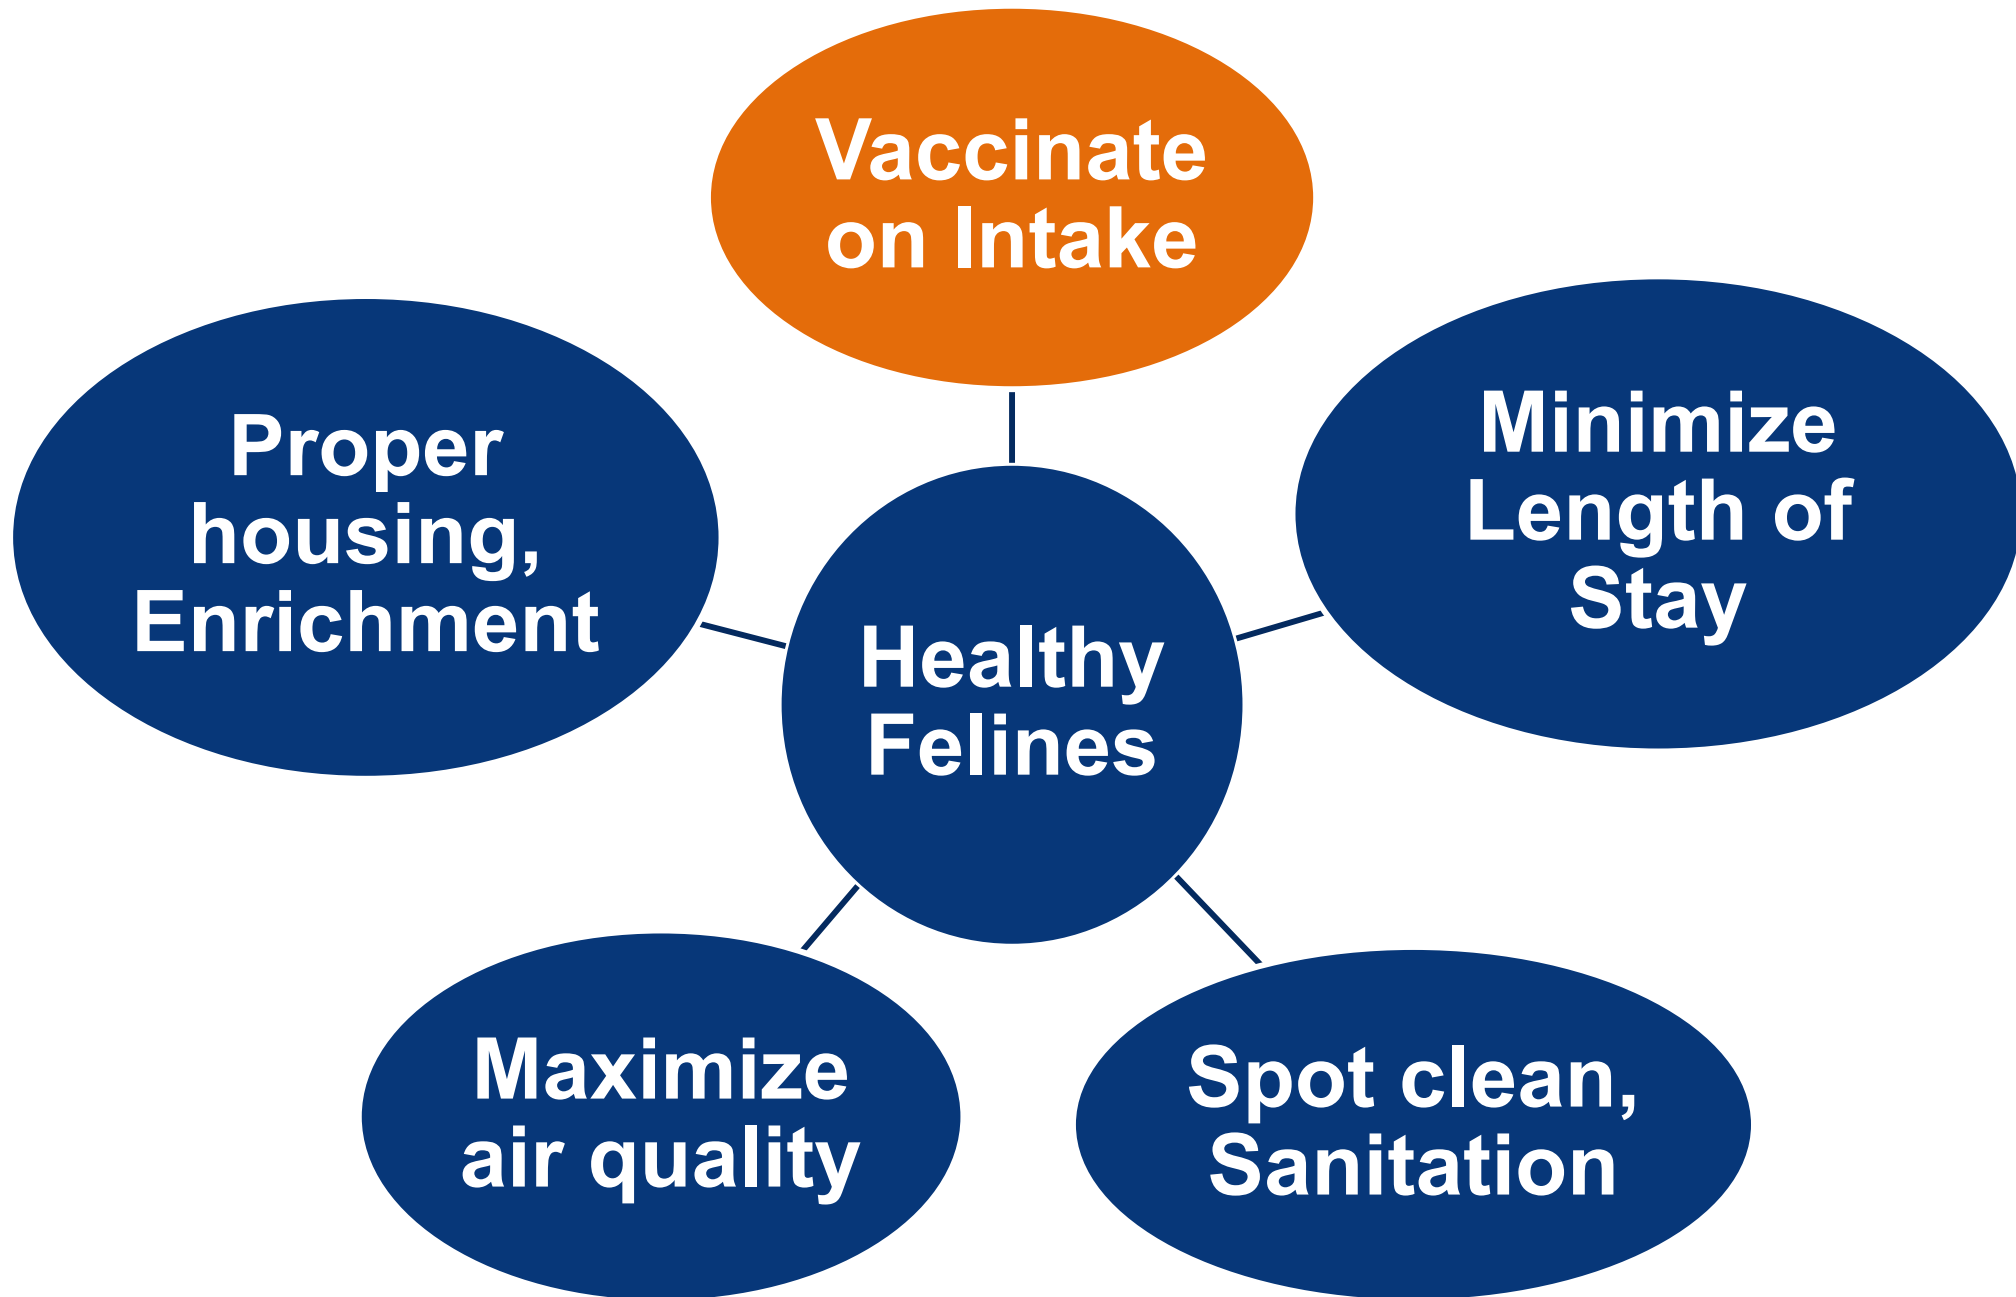 Vaccinate
on Intake
Proper
housing,
Enrichment
Minimize
Length of
Stay
Healthy
Felines
Maximize
air quality
Spot clean,
Sanitation